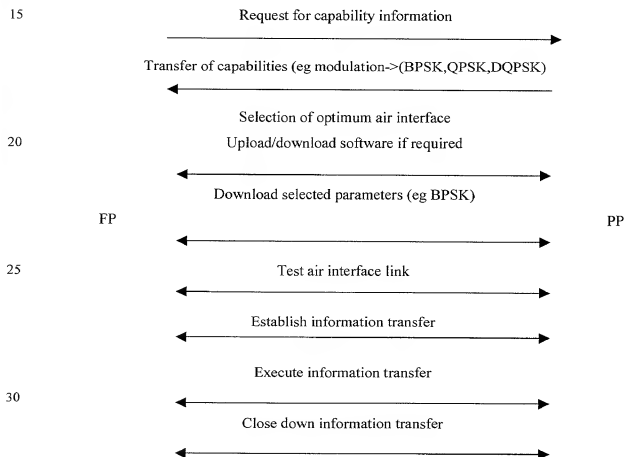 15 Request for capability information
Transfer of capabilities (eg modulation->(BPSK,QPSK,DQPSK)
Selection of optimum air interface
20 Upload/download software if required
Download selected parameters (eg BPSK)
FP PP
25 Test air interface link
Establish information transfer
Execute information transfer
30
Close down information transfer